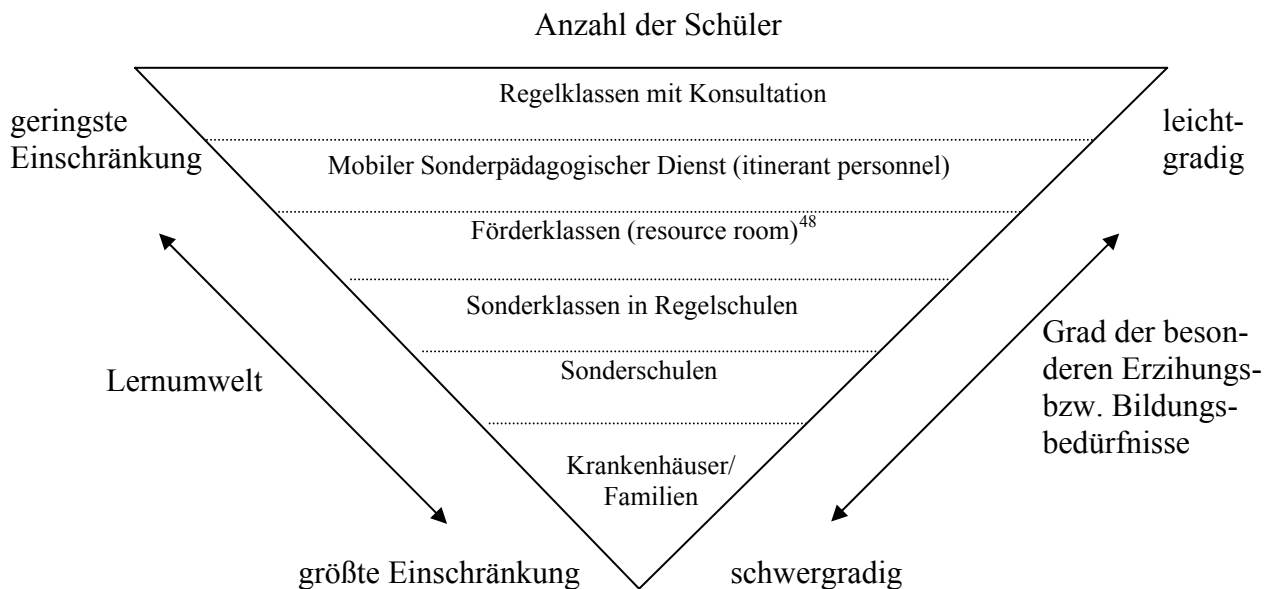 Anzahl der Schüler
Regelklassen mit Konsultation
geringste
Einschränkung
leicht-
gradig
Mobiler Sonderpädagogischer Dienst (itinerant personnel)
Förderklassen (resource room)48
Sonderklassen in Regelschulen
Sonderschulen
Krankenhäuser/
Familien
Lernumwelt
Grad der beson-
deren Erzihungs-
bzw. Bildungs-
bedürfnisse
größte Einschränkung
schwergradig